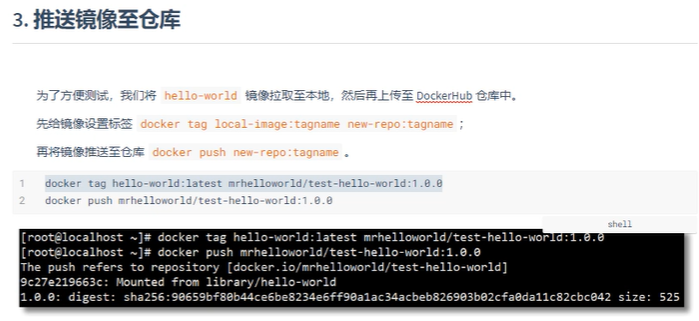 3. 推送镜像至仓库
为了方便测试，我们将 hello-world 镜像拉取至本地，然后再上传至 DockerHub 仓库中。
先给镜像设置标签 docker tag local-image:tagname new-repo:tagname ；
再将镜像推送至仓库 docker push new-repo:tagname 。
1 docker tag hello-world:latest mrhelloworld/test-hello-world:1.0.0
2 docker push mrhelloworld/test-hello-world:1.0.0
shell
[root@localhost ~]# docker tag hello-world:latest mrhelloworld/test-hello-world:1.0.0
[root@localhost ~]# docker push mrhelloworld/test-hello-world:1.0.0
The push refers to repository [docker.io/mrhelloworld/test-hello-world]
9c27e219663c: Mounted from library/hello-world
1.0.0: digest: sha256:90659bf80b44ce6be8234e6ff90a1ac34acbeb826903b02cfa0da11c82cbc042 size: 525